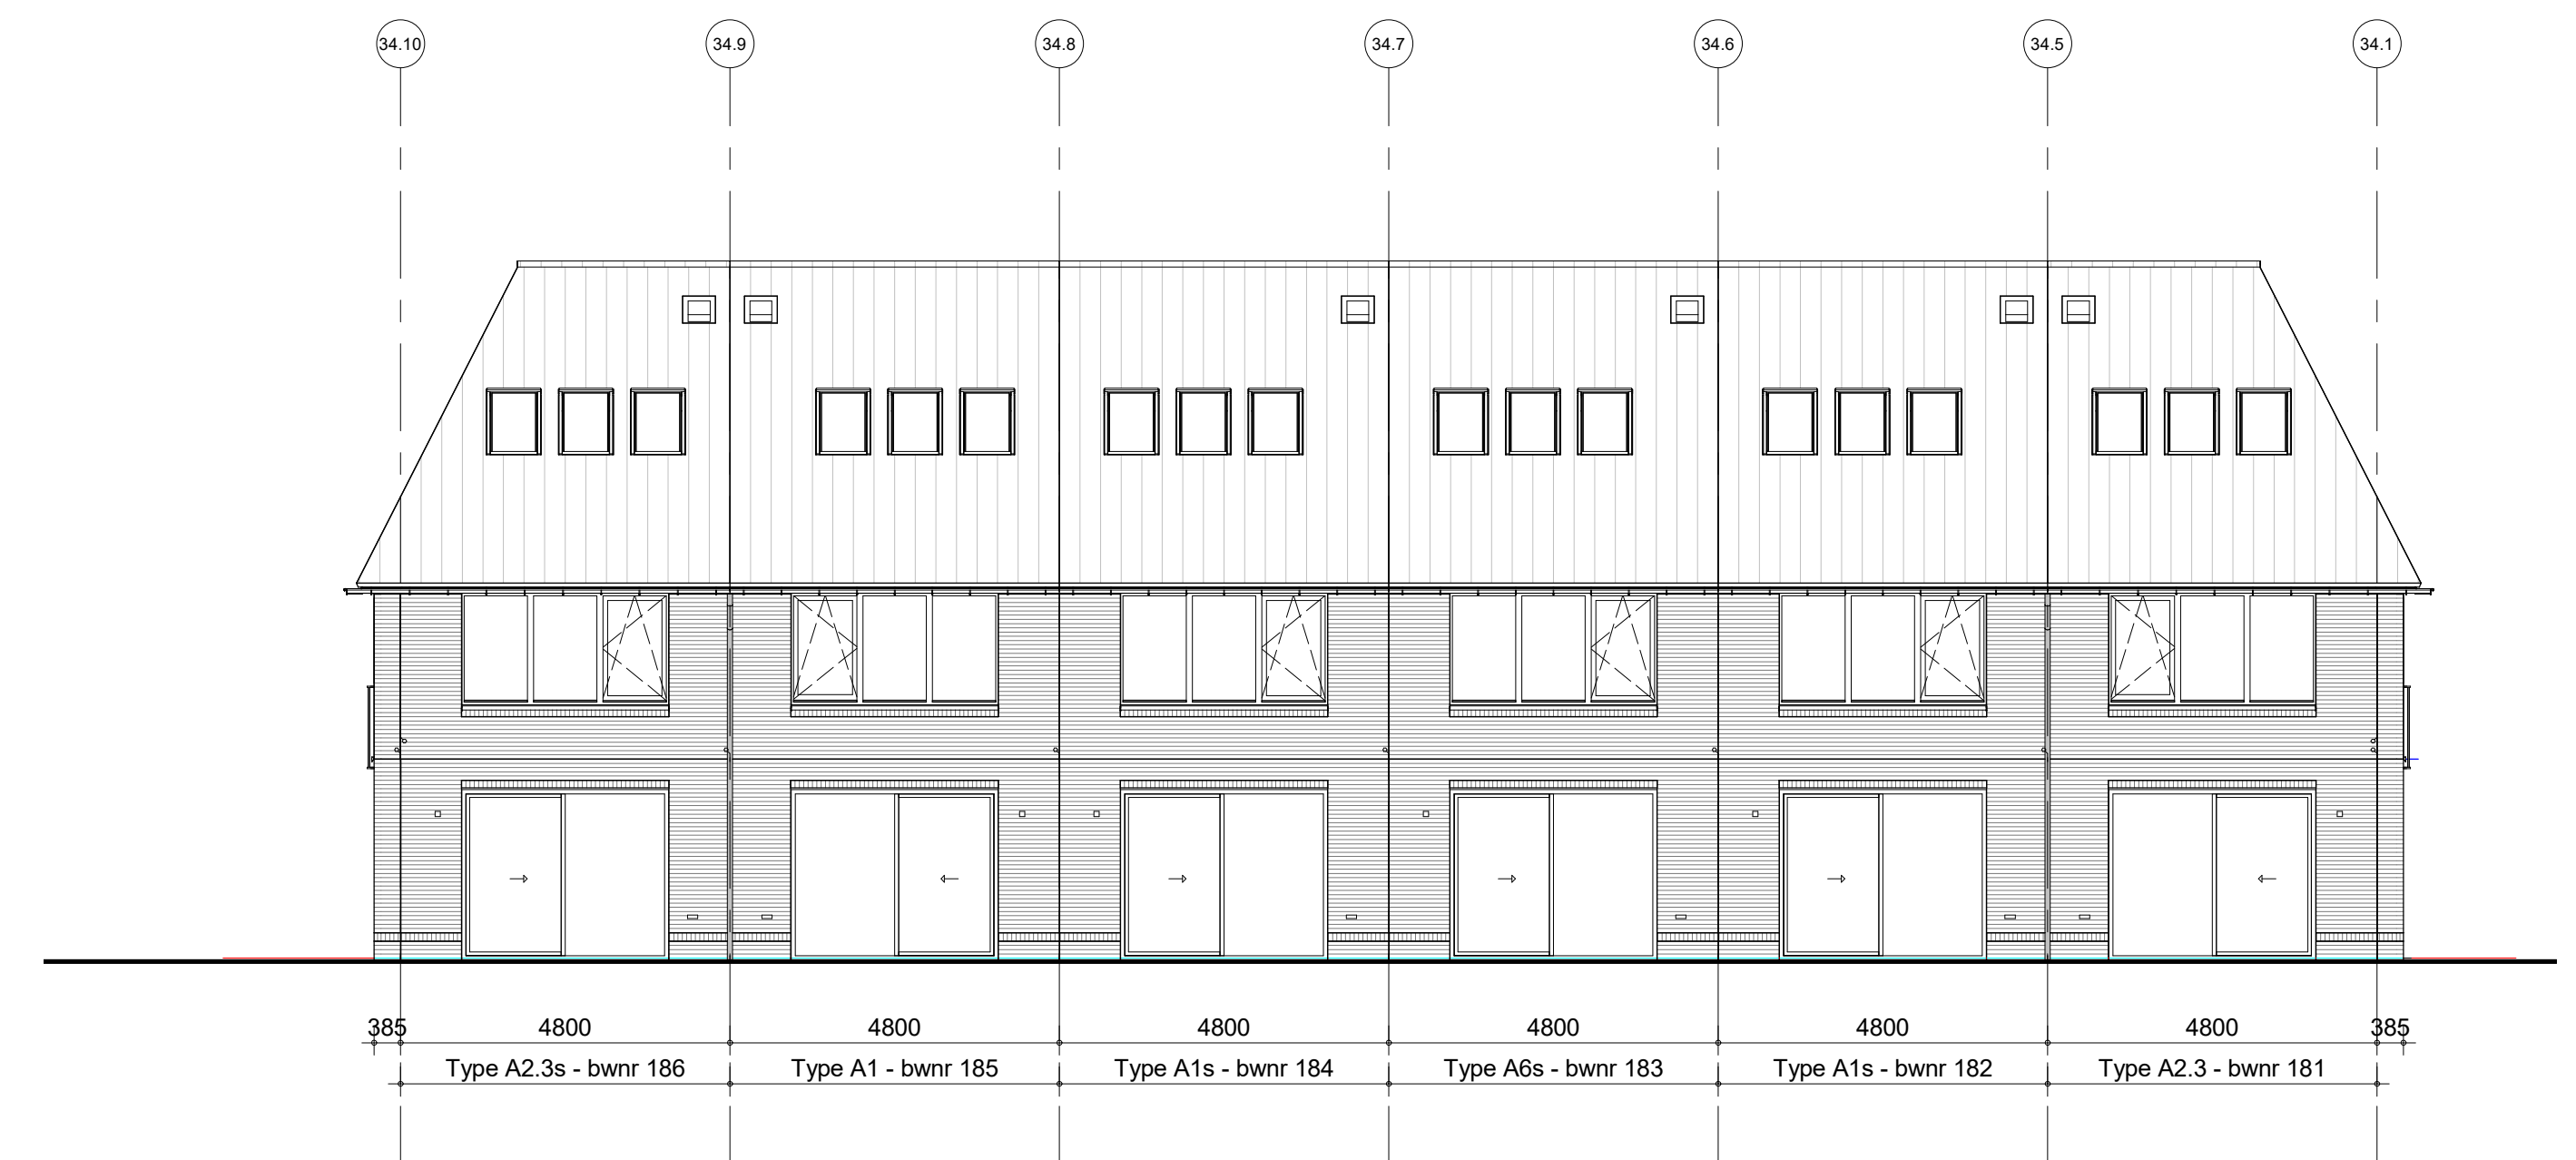 34.10 34.9 34.8 34.7 34.6 34.5 34.1
385 4800 4800 4800 4800 4800 4800 385
Type A2.3s - bwnr 186 Type A1 - bwnr 185 Type A1s - bwnr 184 Type A6s - bwnr 183 Type A1s - bwnr 182 Type A2.3 - bwnr 181